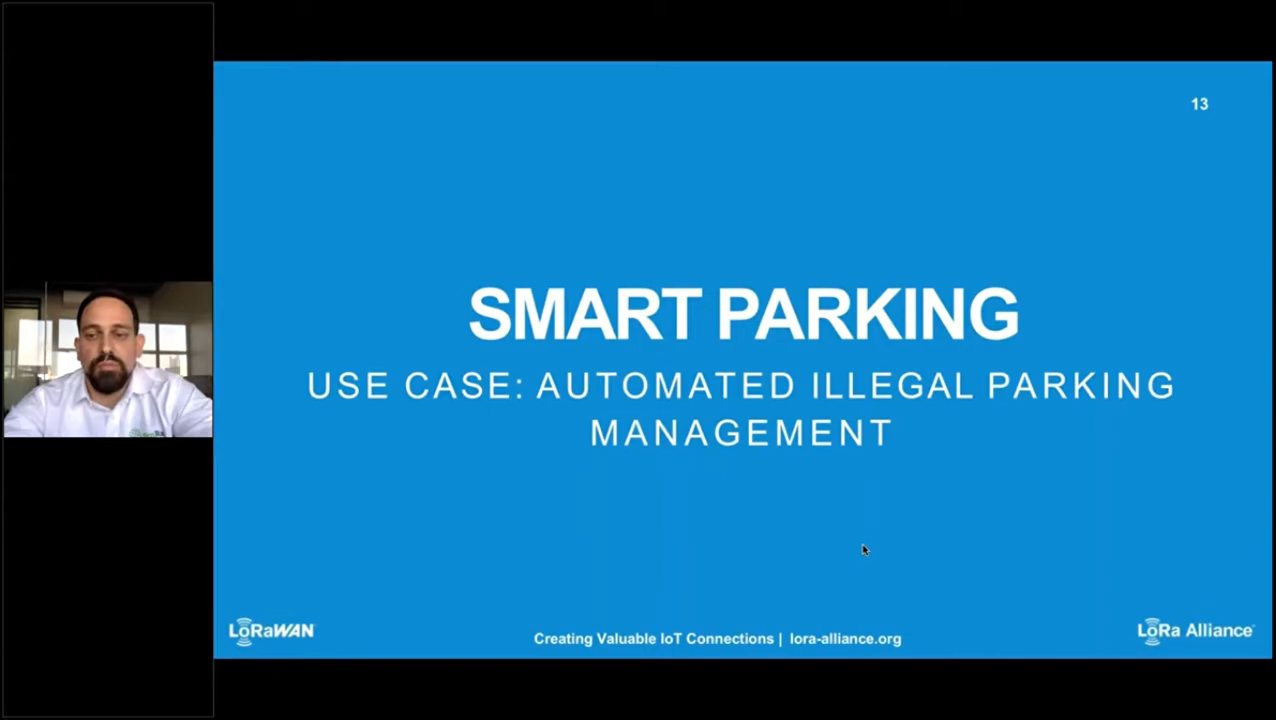 13
SMART PARKING
USE CASE: AUTOMATED ILLEGAL PARKING
MANAGEMENT
LoRaWAN
Creating Valuable IoT Connections | lora-alliance.org
LoRa Alliance